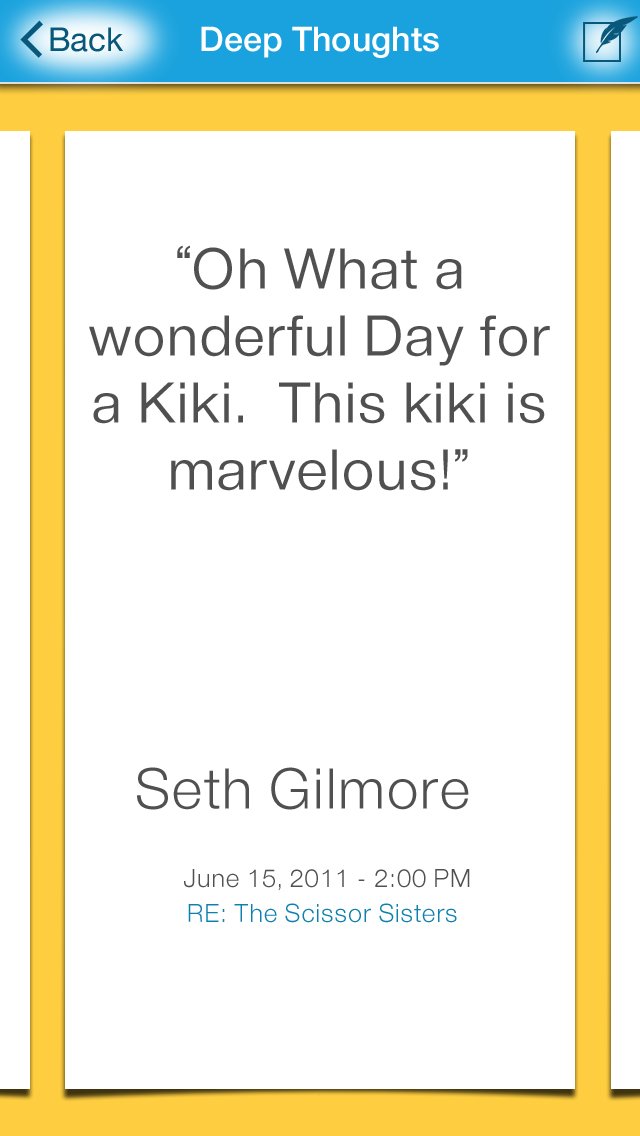 Back
Deep Thoughts
“Oh What a
wonderful Day for
a Kiki.  This kiki is
marvelous!”
Seth Gilmore
June 15, 2011 - 2:00 PM
RE: The Scissor Sisters